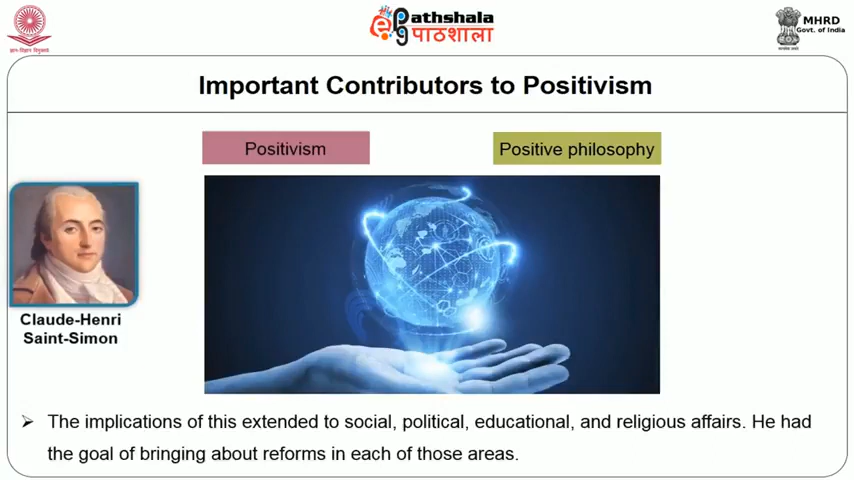 ज्ञान-विज्ञान विमुक्तये
ePathshala
पाठशाला
MHRD
Govt. of India
Important Contributors to Positivism
Positivism
Positive philosophy
Claude-Henri
Saint-Simon
The implications of this extended to social, political, educational, and religious affairs. He had
the goal of bringing about reforms in each of those areas.